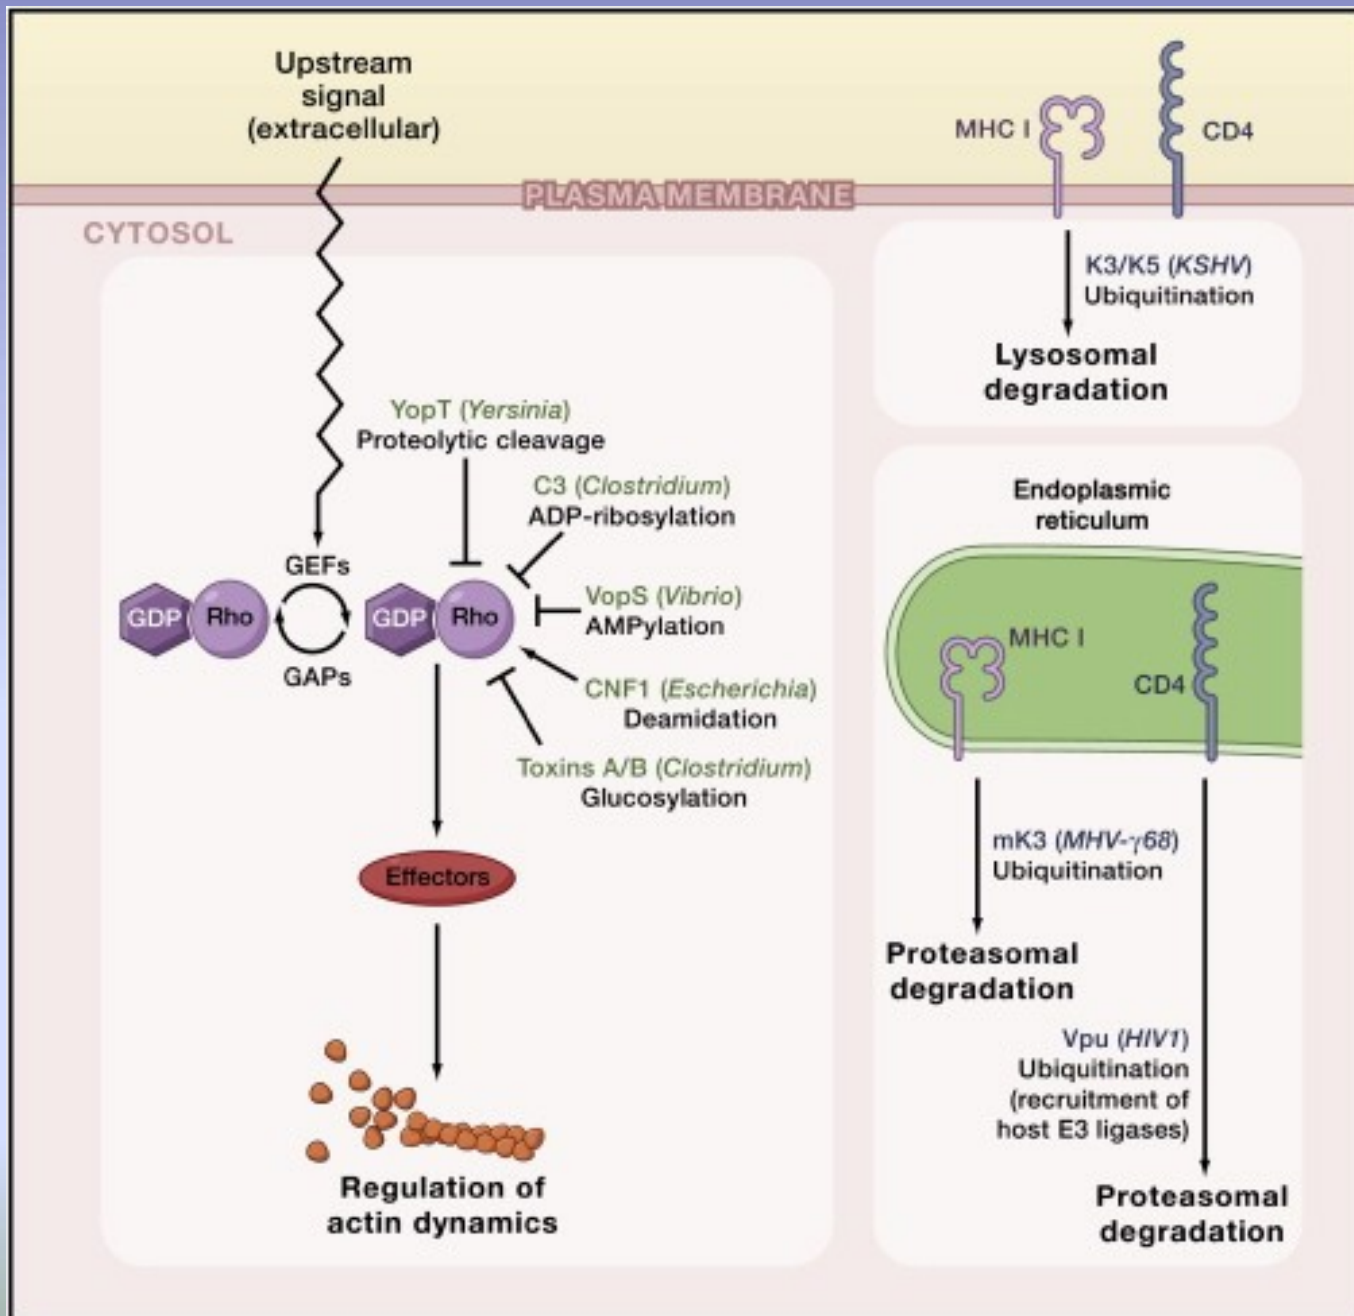 Upstream
signal
(extracellular)
MHC I
CD4
PLASMA MEMBRANE
CYTOSOL
K3/K5 (KSHV)
Ubiquitination
Lysosomal
degradation
YopT (Yersinia)
Proteolytic cleavage
C3 (Clostridium)
ADP-ribosylation
GEFs
GDP Rho
GDP Rho
GAPs
VopS (Vibrio)
AMPylation
CNF1 (Escherichia)
Deamidation
Toxins A/B (Clostridium)
Glucosylation
Effectors
Regulation of
actin dynamics
Endoplasmic
reticulum
MHC I
CD4
mK3 (MHV-γ68)
Ubiquitination
Proteasomal
degradation
Vpu (HIV1)
Ubiquitination
(recruitment of
host E3 ligases)
Proteasomal
degradation